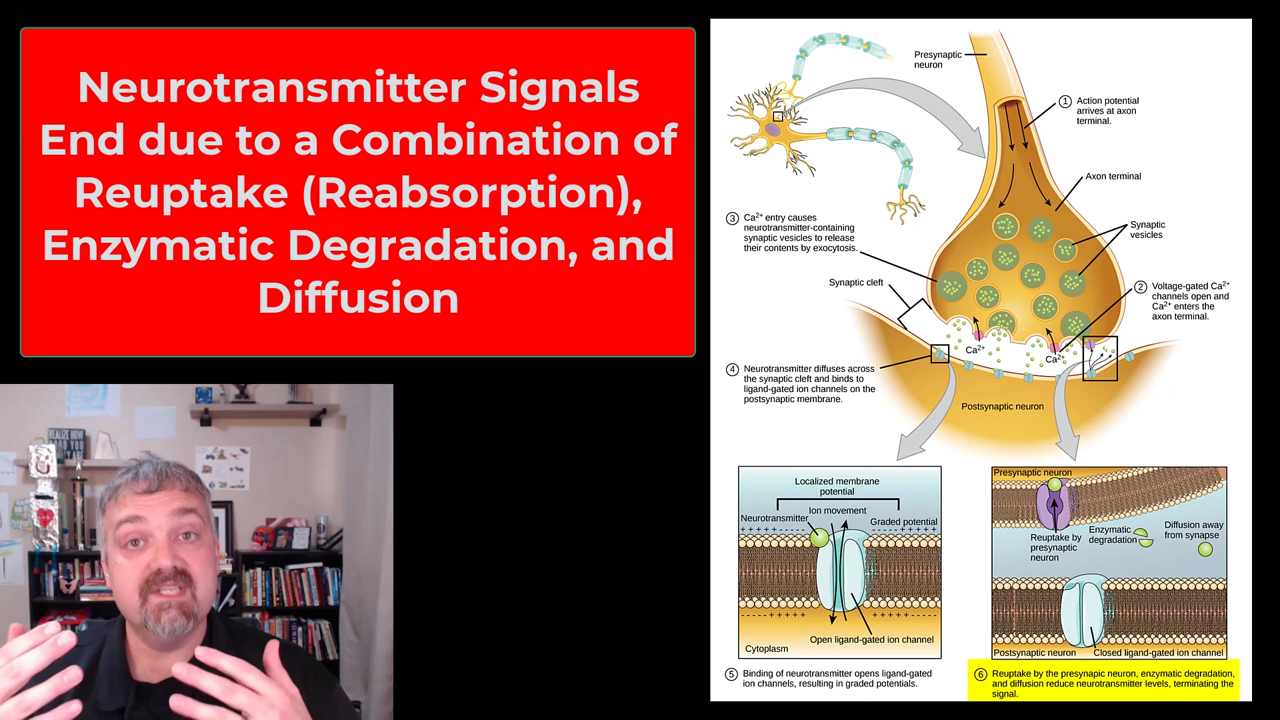 Neurotransmitter Signals
End due to a Combination of
Reuptake (Reabsorption),
Enzymatic Degradation, and
Diffusion
Presynaptic
neuron
① Action potential
arrives at axon
terminal.
Axon terminal
③ Ca²⁺ entry causes
neurotransmitter-containing
synaptic vesicles to release
their contents by exocytosis.
Synaptic
vesicles
Synaptic cleft
② Voltage-gated Ca²⁺
channels open and
Ca²⁺ enters the
axon terminal.
Ca²⁺
Ca²⁺
④ Neurotransmitter diffuses across
the synaptic cleft and binds to
ligand-gated ion channels on the
postsynaptic membrane.
Postsynaptic neuron
Localized membrane
potential
Ion movement
Neurotransmitter
Graded potential
+ + + + + - - - - -
- - - - - + + + + +
- - - - - + + + + +
+ + + + + - - - - -
Open ligand-gated ion channel
Cytoplasm
⑤ Binding of neurotransmitter opens ligand-gated
ion channels, resulting in graded potentials.
Presynaptic neuron
Reuptake by
presynaptic
neuron
Enzymatic
degradation
Diffusion away
from synapse
Postsynaptic neuron
Closed ligand-gated ion channel
⑥ Reuptake by the presynapic neuron, enzymatic degradation,
and diffusion reduce neurotransmitter levels, terminating the
signal.